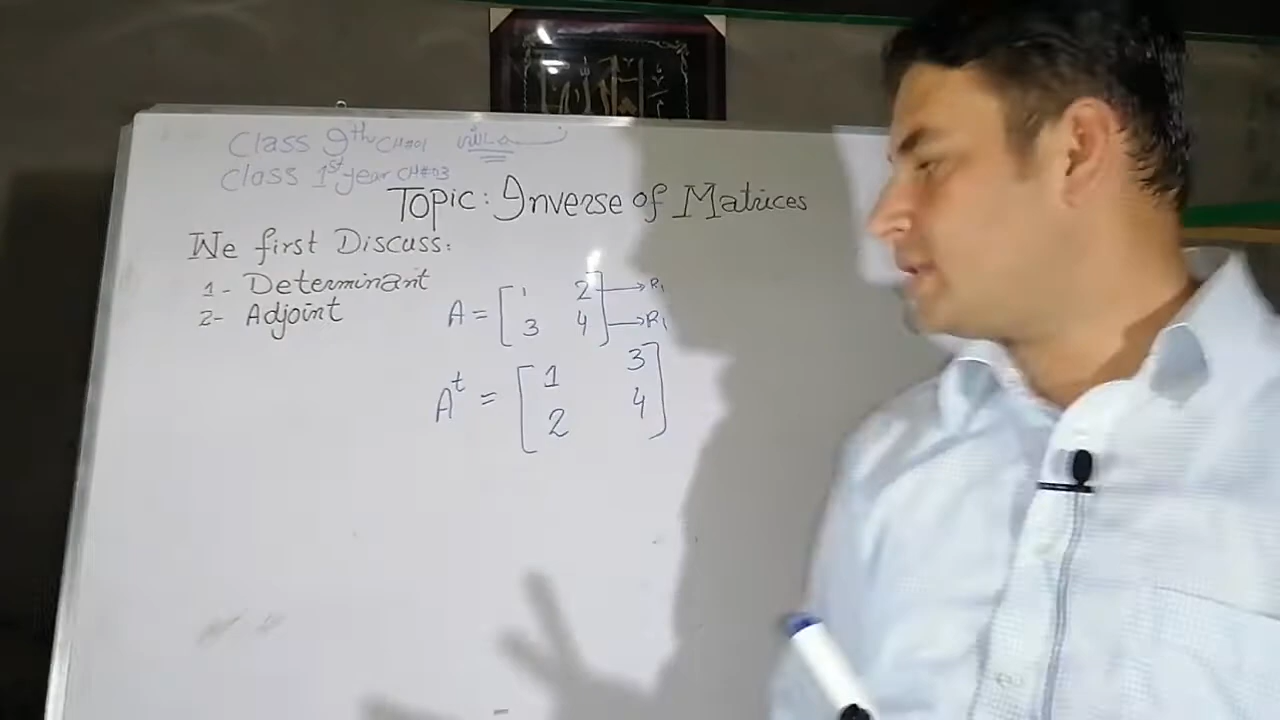 Class 9th CH#01
Class 1st year CH#03
Topic: Inverse of Matrices
We first Discuss:
1- Determinant
2- Adjoint
A = [1 2] → R1
[3 4] → R1
A^t = [1 3]
[2 4]